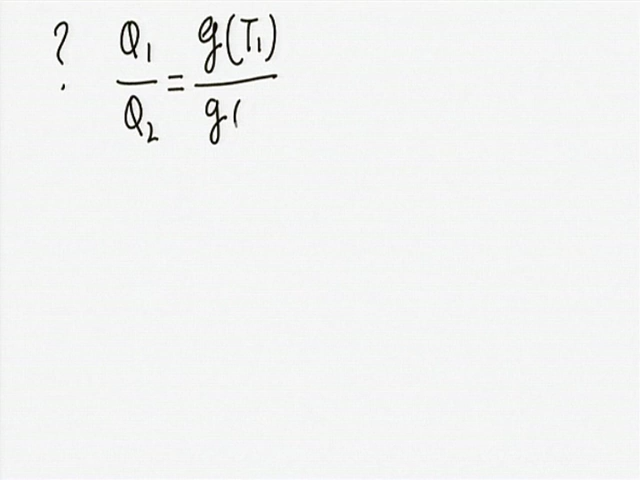 ? Q₁/Q₂ = g(T₁)/g(